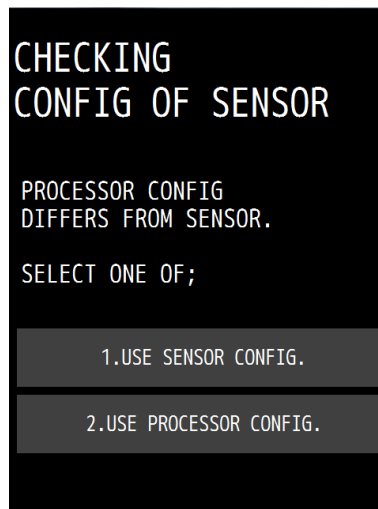 CHECKING
CONFIG OF SENSOR
PROCESSOR CONFIG
DIFFERS FROM SENSOR.
SELECT ONE OF;
1.USE SENSOR CONFIG.
2.USE PROCESSOR CONFIG.